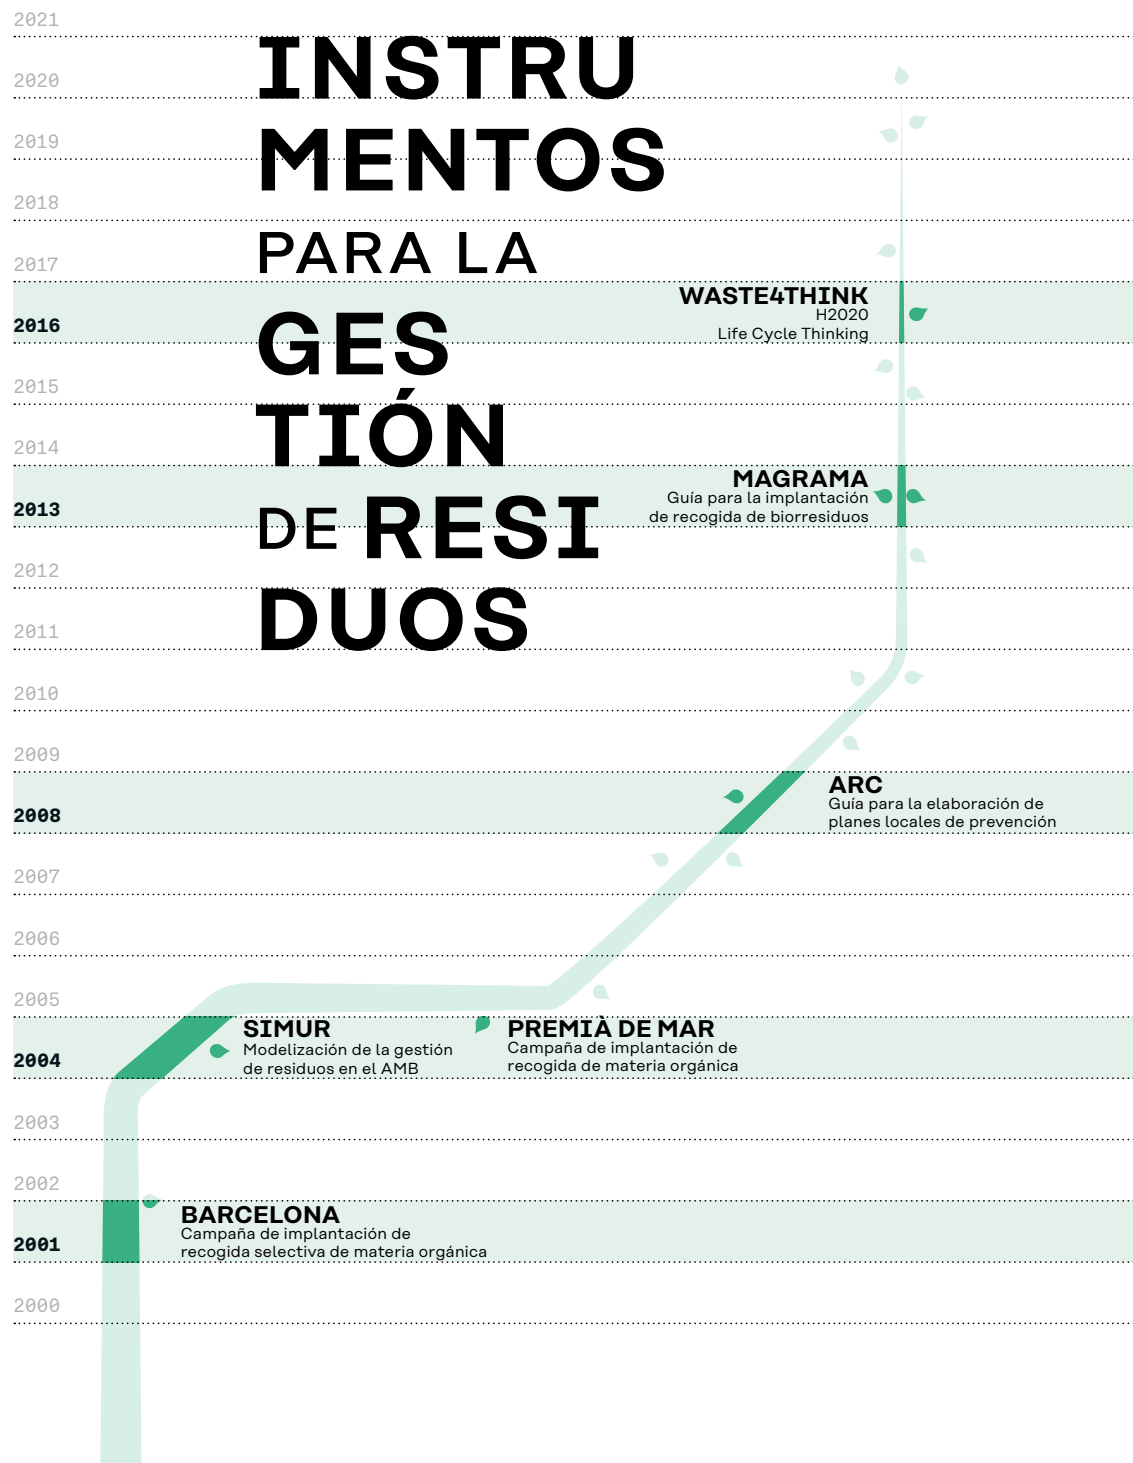 2021
INSTRU
2020
MENTOS
2019
2018
PARA LA
2017
WASTE4THINK
H2020
Life Cycle Thinking
2016
GES
2015
TIÓN
2014
MAGRAMA
Guía para la implantación
de recogida de biorresiduos
2013
DE RESI
2012
DUOS
2011
2010
2009
ARC
Guía para la elaboración de
planes locales de prevención
2008
2007
2006
2005
SIMUR
Modelización de la gestión
de residuos en el AMB
PREMIÀ DE MAR
Campaña de implantación de
recogida de materia orgánica
2004
2003
2002
BARCELONA
Campaña de implantación de
recogida selectiva de materia orgánica
2001
2000